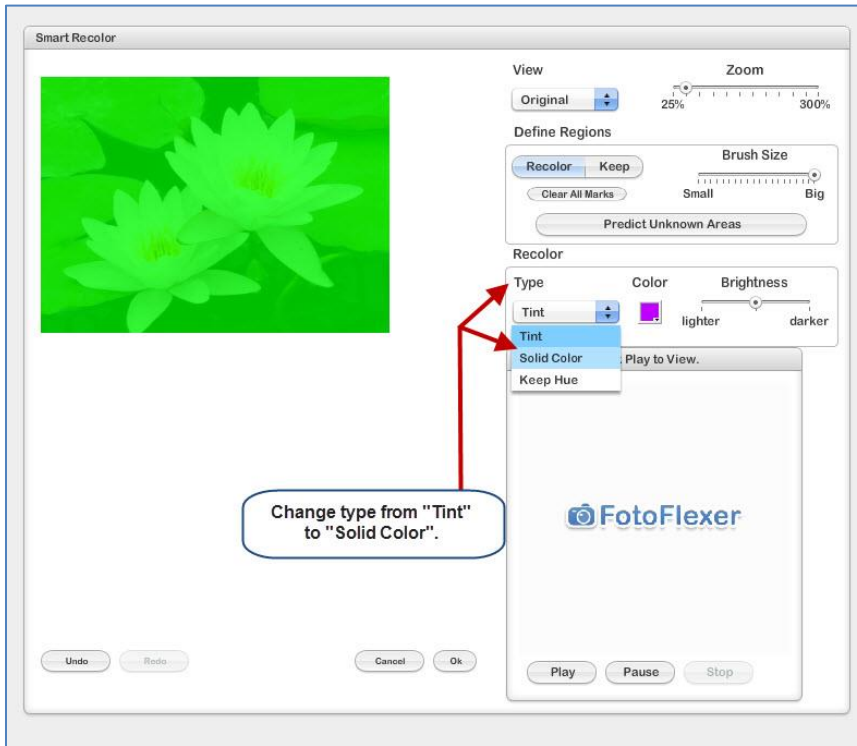 Smart Recolor
View
Zoom
Original
25%
300%
Define Regions
Recolor
Keep
Brush Size
Clear All Marks
Small
Big
Predict Unknown Areas
Recolor
Type
Color
Brightness
Tint
lighter
darker
Tint
Solid Color
Play to View.
Keep Hue
Change type from "Tint"
to "Solid Color".
FotoFlexer
Undo
Redo
Cancel
Ok
Play
Pause
Stop